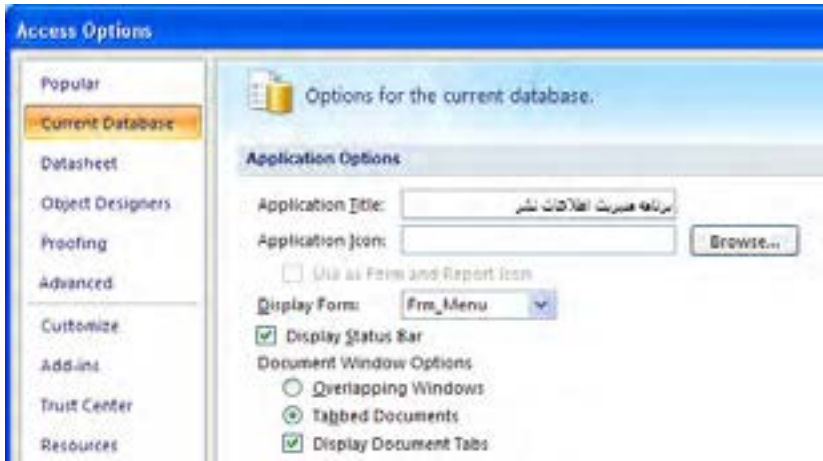 Access Options
Popular
Current Database
Datasheet
Object Designers
Proofing
Advanced
Customize
Add-ins
Trust Center
Resources
Options for the current database.
Application Options
Application Title: برنامه مدیریت اطلاعات نشر
Application Icon: Browse...
Use as Form and Report Icon
Display Form: Frm_Menu
Display Status Bar
Document Window Options
Overlapping Windows
Tabbed Documents
Display Document Tabs